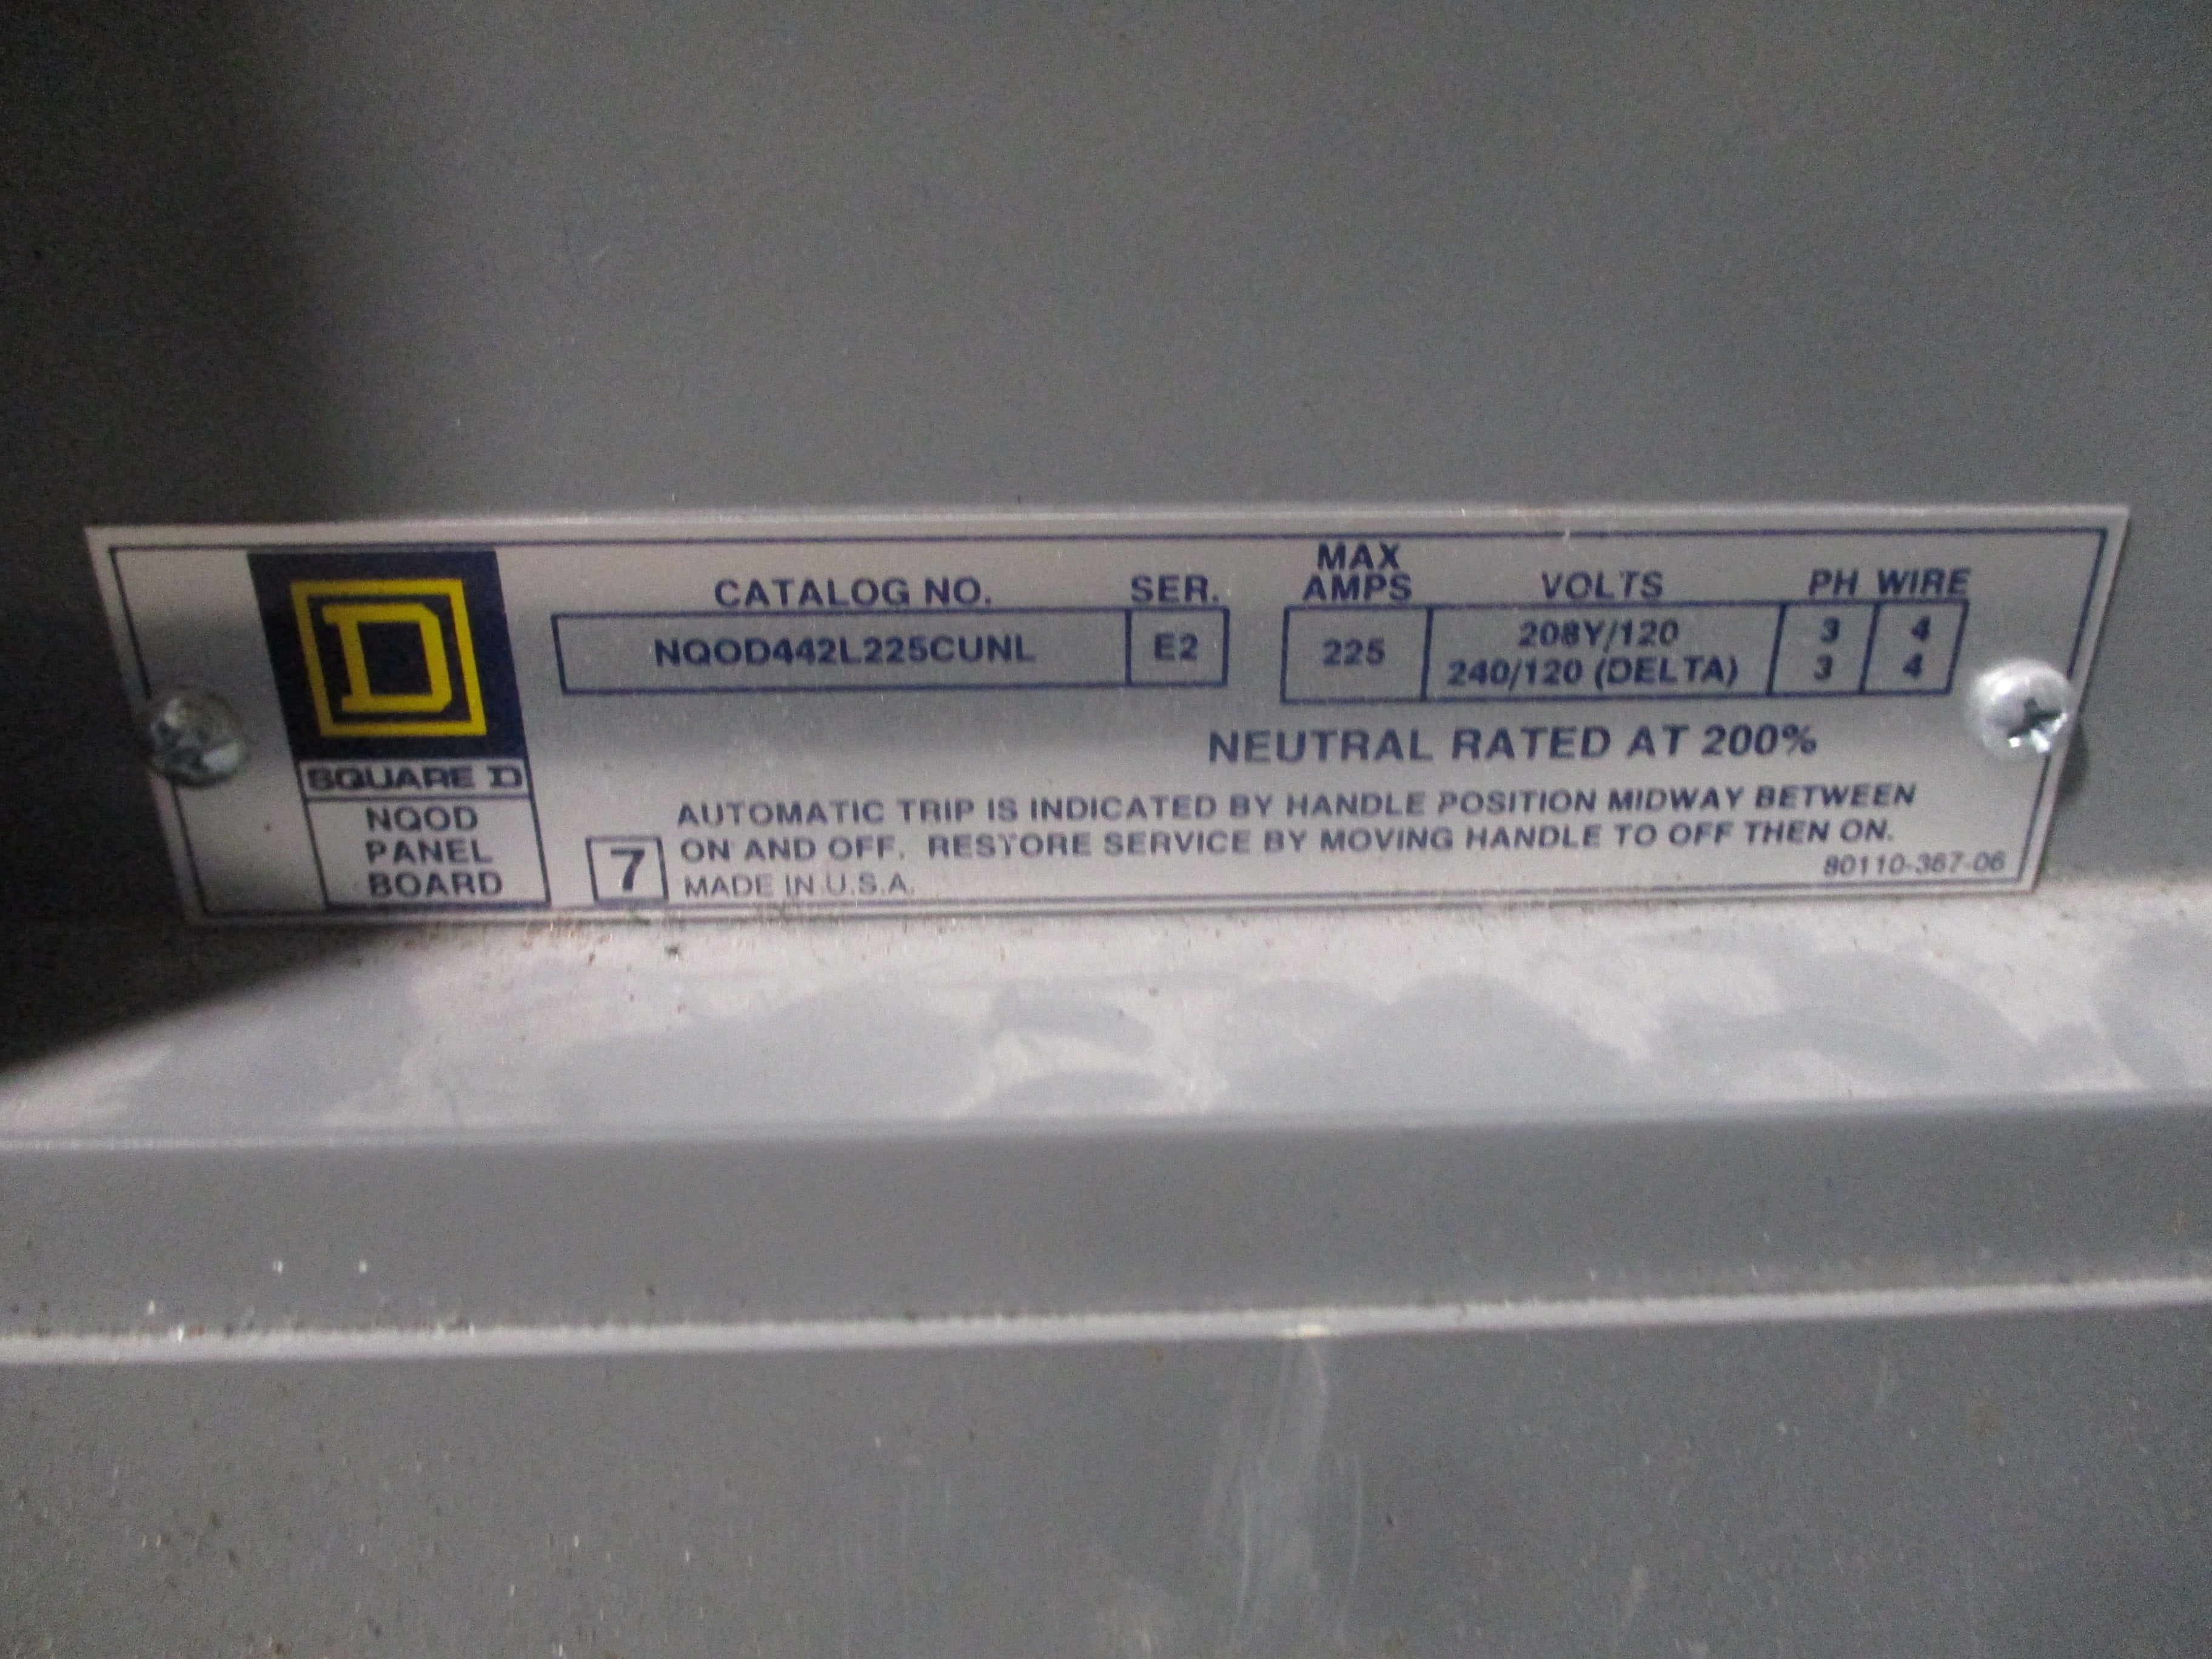 CATALOG NO. SER. MAX AMPS VOLTS PH WIRE
NQOD442L225CUNL E2 225 208Y/120 3 4
240/120 (DELTA) 3 4
NEUTRAL RATED AT 200%
D
SQUARE D
NQOD
PANEL
BOARD
AUTOMATIC TRIP IS INDICATED BY HANDLE POSITION MIDWAY BETWEEN
ON AND OFF. RESTORE SERVICE BY MOVING HANDLE TO OFF THEN ON.
7 MADE IN U.S.A.
80110-367-06